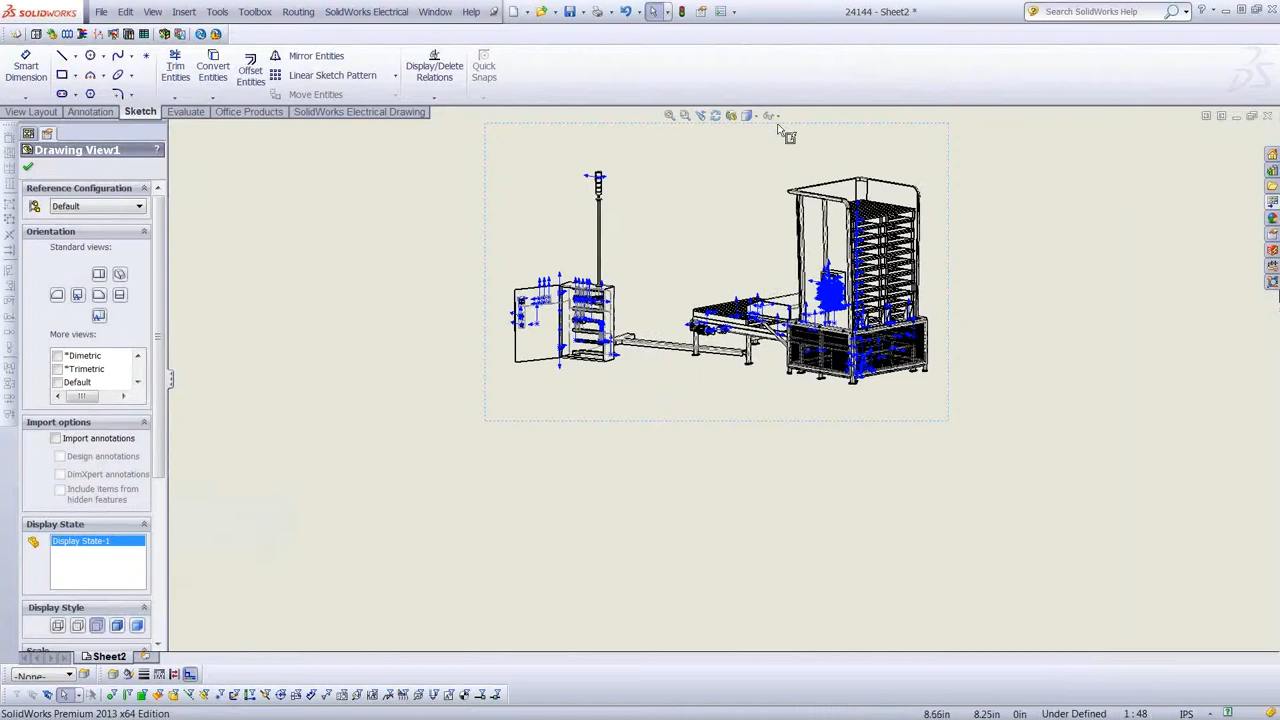 SOLIDWORKS File Edit View Insert Tools Toolbox Routing SolidWorks Electrical Window Help 24144 - Sheet2 * Search SolidWorks Help
Smart Dimension
Trim Entities
Convert Entities
Offset Entities
Mirror Entities
Linear Sketch Pattern
Move Entities
Display/Delete Relations
Quick Snaps
View Layout Annotation Sketch Evaluate Office Products SolidWorks Electrical Drawing
Drawing View1 ?
Reference Configuration
Default
Orientation
Standard views:
More views:
*Dimetric
*Trimetric
Default
Import options
Import annotations
Design annotations
DimXpert annotations
Include items from
hidden features
Display State
Display State-1
Display Style
Sheet2
-None-
SolidWorks Premium 2013 x64 Edition 8.66in 8.25in 0in Under Defined 1 : 48 IPS